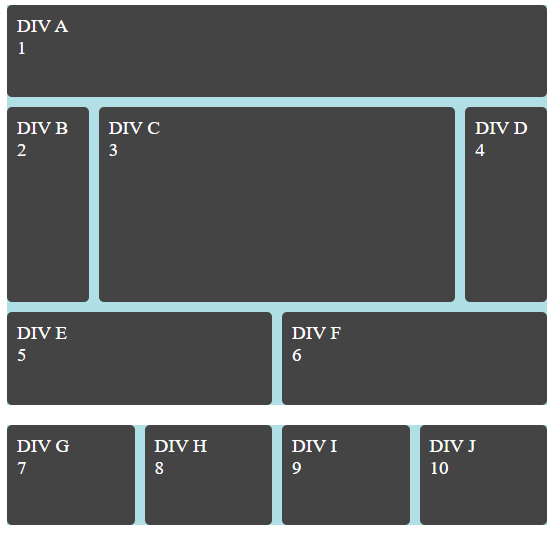 DIV A
1
DIV B
2
DIV C
3
DIV D
4
DIV E
5
DIV F
6
DIV G
7
DIV H
8
DIV I
9
DIV J
10